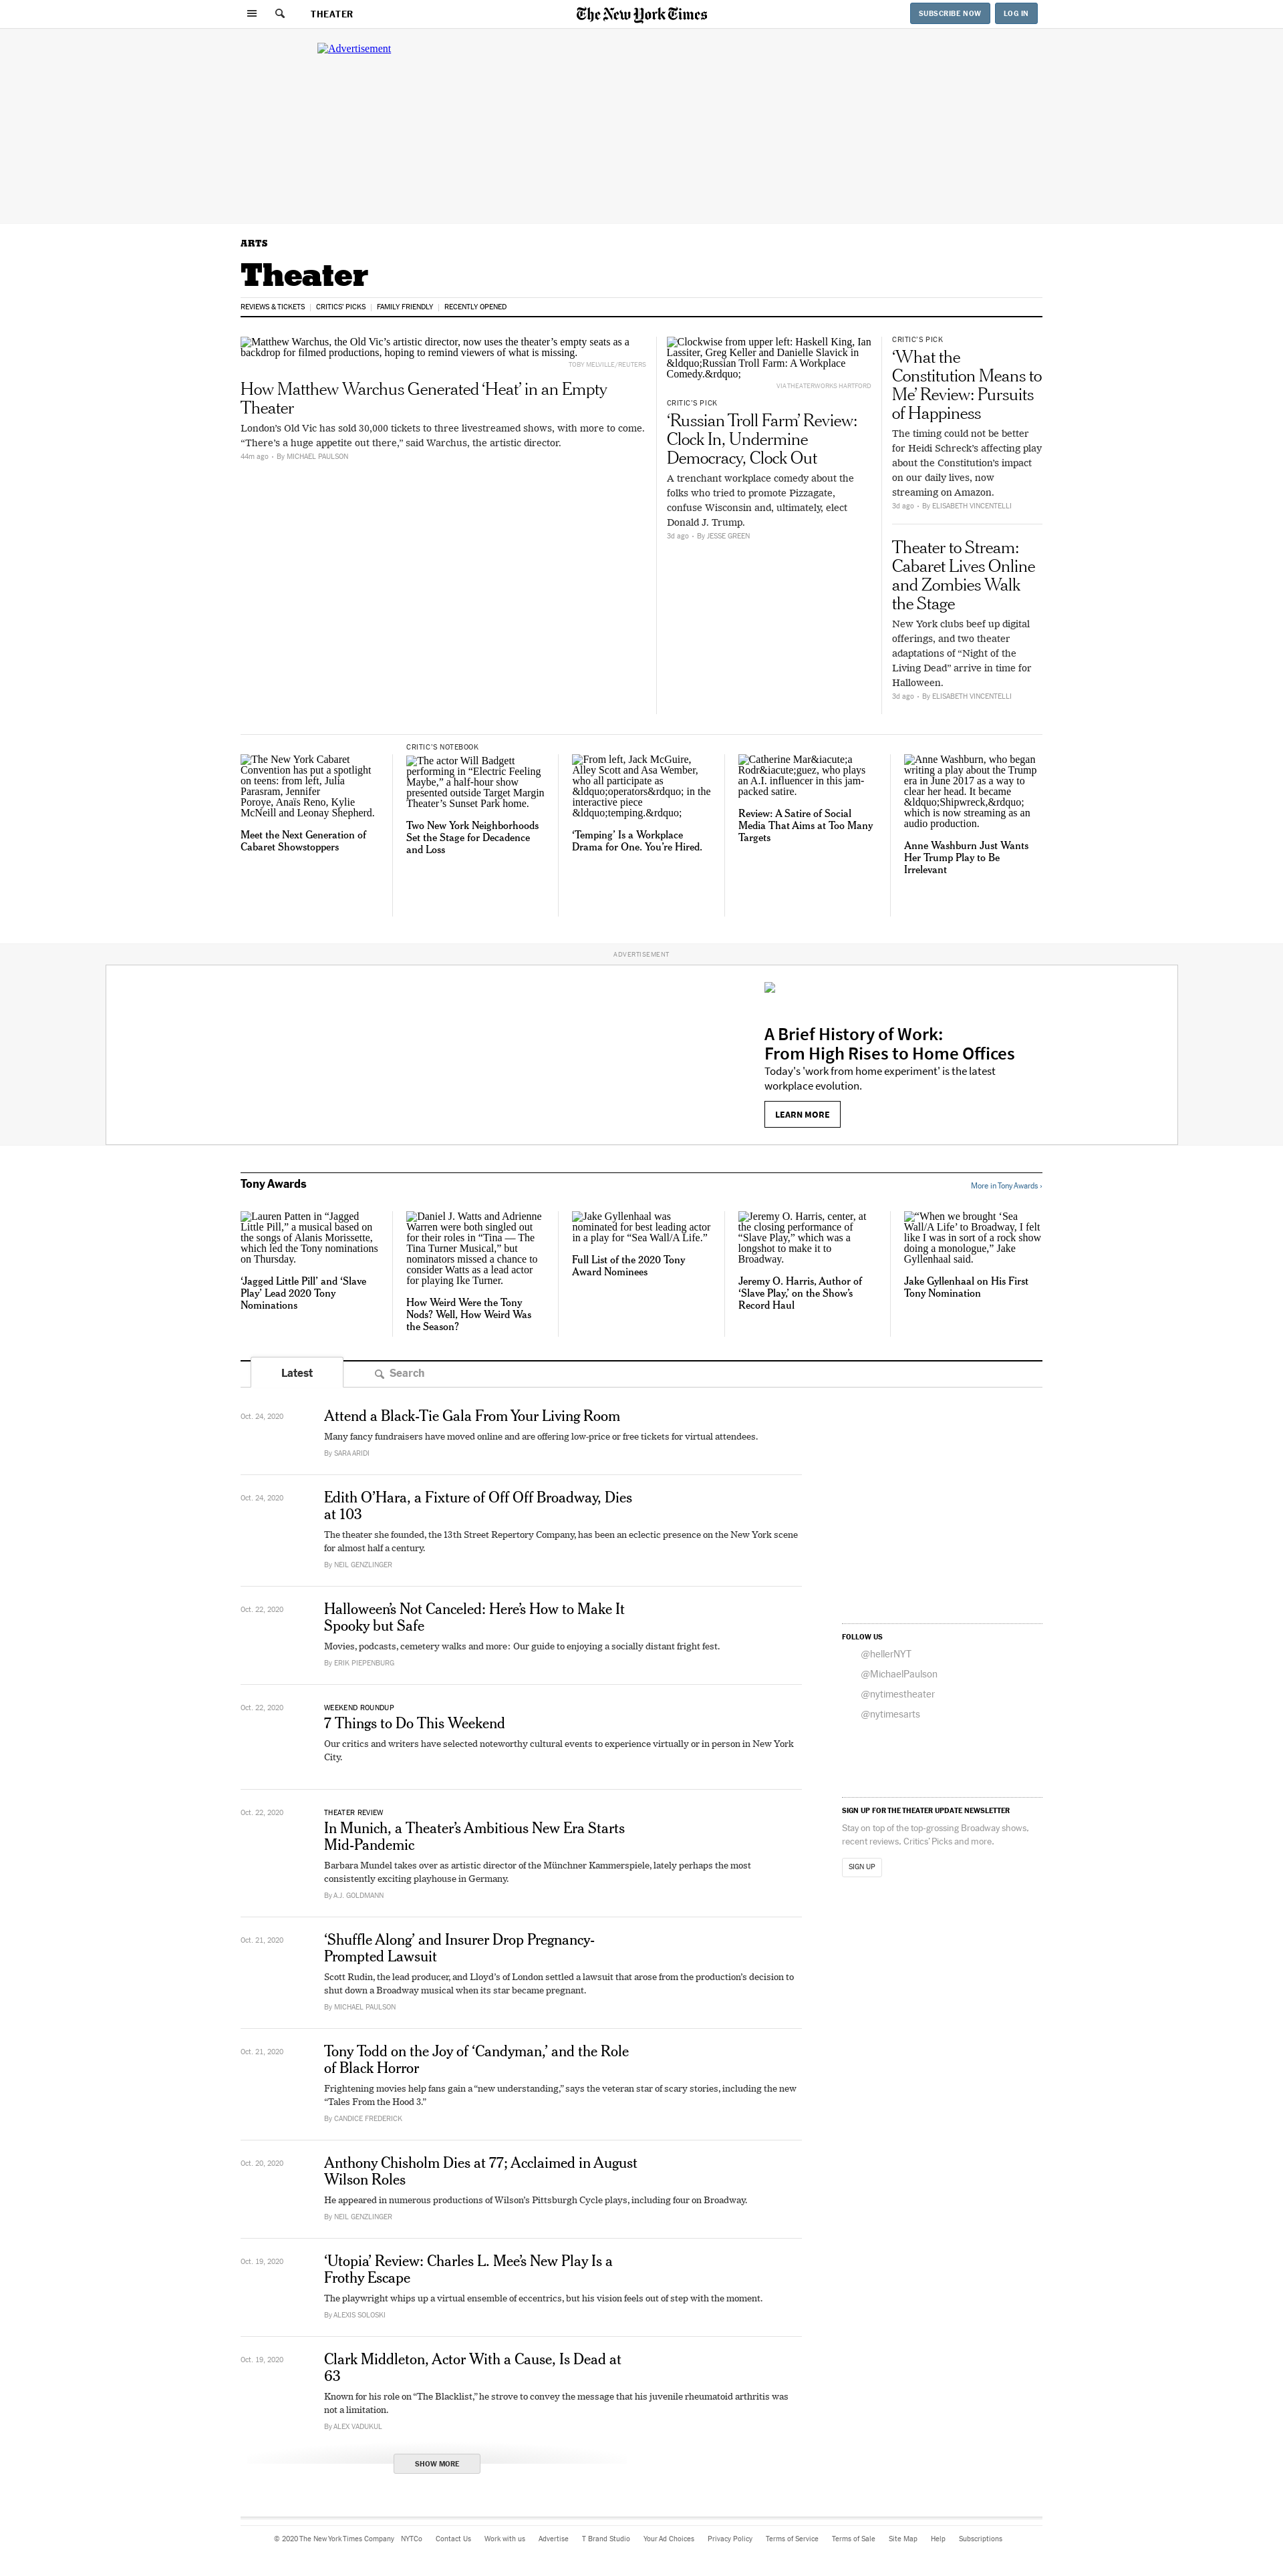 THEATER
The New York Times
SUBSCRIBE NOW
LOG IN
Advertisement
ARTS
Theater
REVIEWS & TICKETS
CRITICS' PICKS
FAMILY FRIENDLY
RECENTLY OPENED
Matthew Warchus, the Old Vic’s artistic director, now uses the theater’s empty seats as a
backdrop for filmed productions, hoping to remind viewers of what is missing.
TOBY MELVILLE/REUTERS
How Matthew Warchus Generated ‘Heat’ in an Empty
Theater
London’s Old Vic has sold 30,000 tickets to three livestreamed shows, with more to come.
“There’s a huge appetite out there,” said Warchus, the artistic director.
44m ago • By MICHAEL PAULSON
Clockwise from upper left: Haskell King, Ian
Lassiter, Greg Keller and Danielle Slavick in
&ldquo;Russian Troll Farm: A Workplace
Comedy.&rdquo;
VIA THEATERWORKS HARTFORD
CRITIC’S PICK
‘Russian Troll Farm’ Review:
Clock In, Undermine
Democracy, Clock Out
A trenchant workplace comedy about the
folks who tried to promote Pizzagate,
confuse Wisconsin and, ultimately, elect
Donald J. Trump.
3d ago • By JESSE GREEN
CRITIC’S PICK
‘What the
Constitution Means to
Me’ Review: Pursuits
of Happiness
The timing could not be better
for Heidi Schreck’s affecting play
about the Constitution’s impact
on our daily lives, now
streaming on Amazon.
3d ago • By ELISABETH VINCENTELLI
Theater to Stream:
Cabaret Lives Online
and Zombies Walk
the Stage
New York clubs beef up digital
offerings, and two theater
adaptations of “Night of the
Living Dead” arrive in time for
Halloween.
3d ago • By ELISABETH VINCENTELLI
The New York Cabaret
Convention has put a spotlight
on teens: from left, Julia
Parasram, Jennifer
Poroye, Anaïs Reno, Kylie
McNeill and Leonay Shepherd.
Meet the Next Generation of
Cabaret Showstoppers
CRITIC’S NOTEBOOK
The actor Will Badgett
performing in “Electric Feeling
Maybe,” a half-hour show
presented outside Target Margin
Theater’s Sunset Park home.
Two New York Neighborhoods
Set the Stage for Decadence
and Loss
From left, Jack McGuire,
Alley Scott and Asa Wember,
who all participate as
&ldquo;operators&rdquo; in the
interactive piece
&ldquo;temping.&rdquo;
‘Temping’ Is a Workplace
Drama for One. You’re Hired.
Catherine Mar&iacute;a
Rodr&iacute;guez, who plays
an A.I. influencer in this jam-
packed satire.
Review: A Satire of Social
Media That Aims at Too Many
Targets
Anne Washburn, who began
writing a play about the Trump
era in June 2017 as a way to
clear her head. It became
&ldquo;Shipwreck,&rdquo;
which is now streaming as an
audio production.
Anne Washburn Just Wants
Her Trump Play to Be
Irrelevant
ADVERTISEMENT
A Brief History of Work:
From High Rises to Home Offices
Today's 'work from home experiment' is the latest
workplace evolution.
LEARN MORE
Tony Awards
More in Tony Awards ›
Lauren Patten in “Jagged
Little Pill,” a musical based on
the songs of Alanis Morissette,
which led the Tony nominations
on Thursday.
‘Jagged Little Pill’ and ‘Slave
Play’ Lead 2020 Tony
Nominations
Daniel J. Watts and Adrienne
Warren were both singled out
for their roles in “Tina — The
Tina Turner Musical,” but
nominators missed a chance to
consider Watts as a lead actor
for playing Ike Turner.
How Weird Were the Tony
Nods? Well, How Weird Was
the Season?
Jake Gyllenhaal was
nominated for best leading actor
in a play for “Sea Wall/A Life.”
Full List of the 2020 Tony
Award Nominees
Jeremy O. Harris, center, at
the closing performance of
“Slave Play,” which was a
longshot to make it to
Broadway.
Jeremy O. Harris, Author of
‘Slave Play,’ on the Show’s
Record Haul
“When we brought ‘Sea
Wall/A Life’ to Broadway, I felt
like I was in sort of a rock show
doing a monologue,” Jake
Gyllenhaal said.
Jake Gyllenhaal on His First
Tony Nomination
Latest
Search
Oct. 24, 2020
Attend a Black-Tie Gala From Your Living Room
Many fancy fundraisers have moved online and are offering low-price or free tickets for virtual attendees.
By SARA ARIDI
Oct. 24, 2020
Edith O’Hara, a Fixture of Off Off Broadway, Dies
at 103
The theater she founded, the 13th Street Repertory Company, has been an eclectic presence on the New York scene
for almost half a century.
By NEIL GENZLINGER
Oct. 22, 2020
Halloween’s Not Canceled: Here’s How to Make It
Spooky but Safe
Movies, podcasts, cemetery walks and more: Our guide to enjoying a socially distant fright fest.
By ERIK PIEPENBURG
Oct. 22, 2020
WEEKEND ROUNDUP
7 Things to Do This Weekend
Our critics and writers have selected noteworthy cultural events to experience virtually or in person in New York
City.
Oct. 22, 2020
THEATER REVIEW
In Munich, a Theater’s Ambitious New Era Starts
Mid-Pandemic
Barbara Mundel takes over as artistic director of the Münchner Kammerspiele, lately perhaps the most
consistently exciting playhouse in Germany.
By A.J. GOLDMANN
Oct. 21, 2020
‘Shuffle Along’ and Insurer Drop Pregnancy-
Prompted Lawsuit
Scott Rudin, the lead producer, and Lloyd’s of London settled a lawsuit that arose from the production’s decision to
shut down a Broadway musical when its star became pregnant.
By MICHAEL PAULSON
Oct. 21, 2020
Tony Todd on the Joy of ‘Candyman,’ and the Role
of Black Horror
Frightening movies help fans gain a “new understanding,” says the veteran star of scary stories, including the new
“Tales From the Hood 3.”
By CANDICE FREDERICK
Oct. 20, 2020
Anthony Chisholm Dies at 77; Acclaimed in August
Wilson Roles
He appeared in numerous productions of Wilson’s Pittsburgh Cycle plays, including four on Broadway.
By NEIL GENZLINGER
Oct. 19, 2020
‘Utopia’ Review: Charles L. Mee’s New Play Is a
Frothy Escape
The playwright whips up a virtual ensemble of eccentrics, but his vision feels out of step with the moment.
By ALEXIS SOLOSKI
Oct. 19, 2020
Clark Middleton, Actor With a Cause, Is Dead at
63
Known for his role on “The Blacklist,” he strove to convey the message that his juvenile rheumatoid arthritis was
not a limitation.
By ALEX VADUKUL
SHOW MORE
FOLLOW US
@hellerNYT
@MichaelPaulson
@nytimestheater
@nytimesarts
SIGN UP FOR THE THEATER UPDATE NEWSLETTER
Stay on top of the top-grossing Broadway shows,
recent reviews, Critics’ Picks and more.
SIGN UP
© 2020 The New York Times Company
NYTCo
Contact Us
Work with us
Advertise
T Brand Studio
Your Ad Choices
Privacy Policy
Terms of Service
Terms of Sale
Site Map
Help
Subscriptions